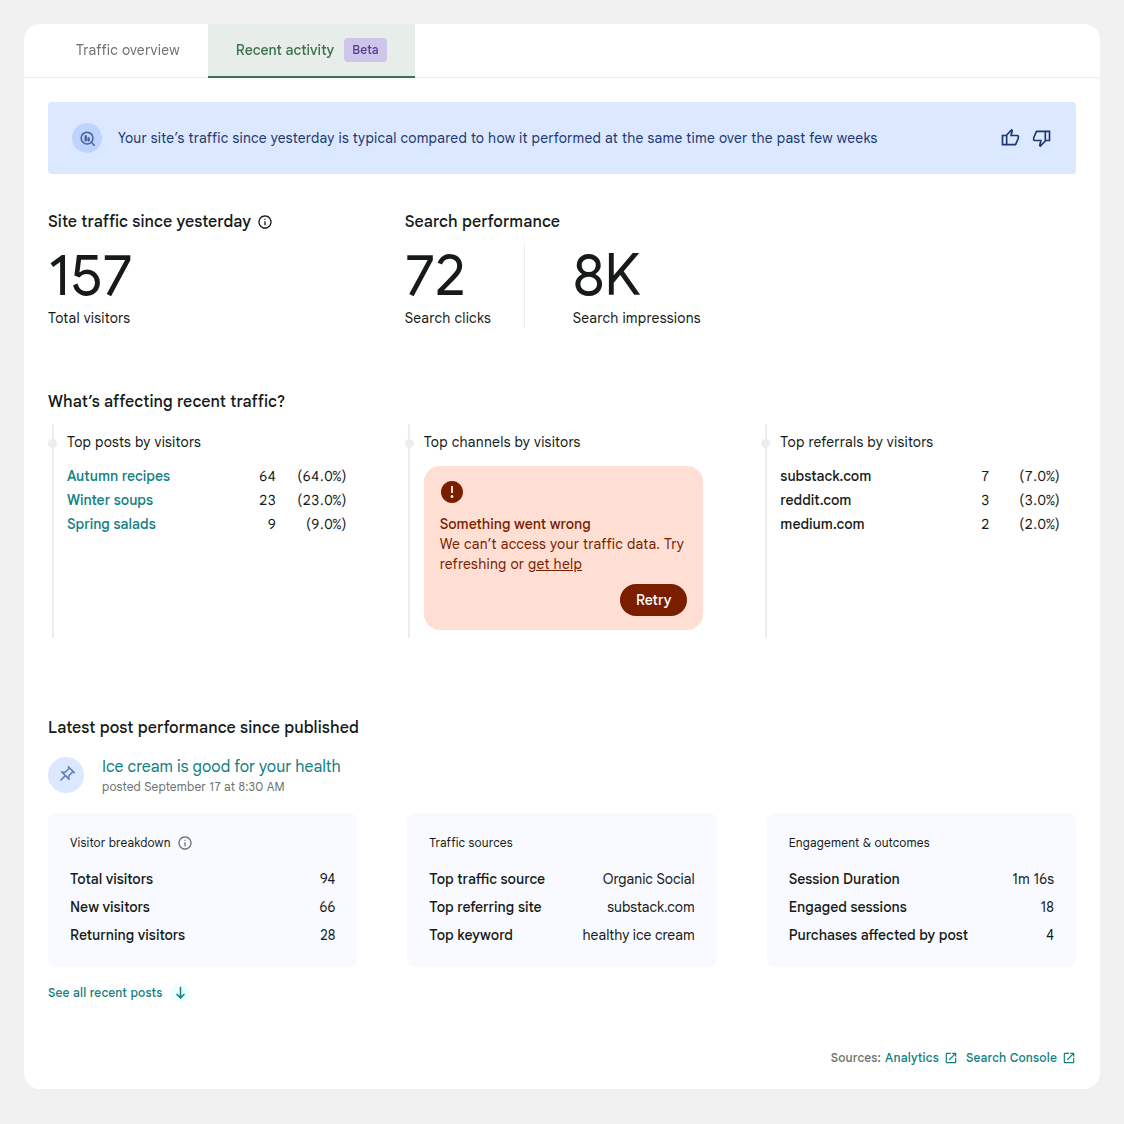 Traffic overview
Recent activity
Beta
Your site’s traffic since yesterday is typical compared to how it performed at the same time over the past few weeks
Site traffic since yesterday
157
Total visitors
Search performance
72
Search clicks
8K
Search impressions
What’s affecting recent traffic?
Top posts by visitors
Autumn recipes 64 (64.0%)
Winter soups 23 (23.0%)
Spring salads 9 (9.0%)
Top channels by visitors
Something went wrong
We can’t access your traffic data. Try
refreshing or get help
Retry
Top referrals by visitors
substack.com 7 (7.0%)
reddit.com 3 (3.0%)
medium.com 2 (2.0%)
Latest post performance since published
Ice cream is good for your health
posted September 17 at 8:30 AM
Visitor breakdown
Total visitors 94
New visitors 66
Returning visitors 28
Traffic sources
Top traffic source Organic Social
Top referring site substack.com
Top keyword healthy ice cream
Engagement & outcomes
Session Duration 1m 16s
Engaged sessions 18
Purchases affected by post 4
See all recent posts
Sources: Analytics Search Console